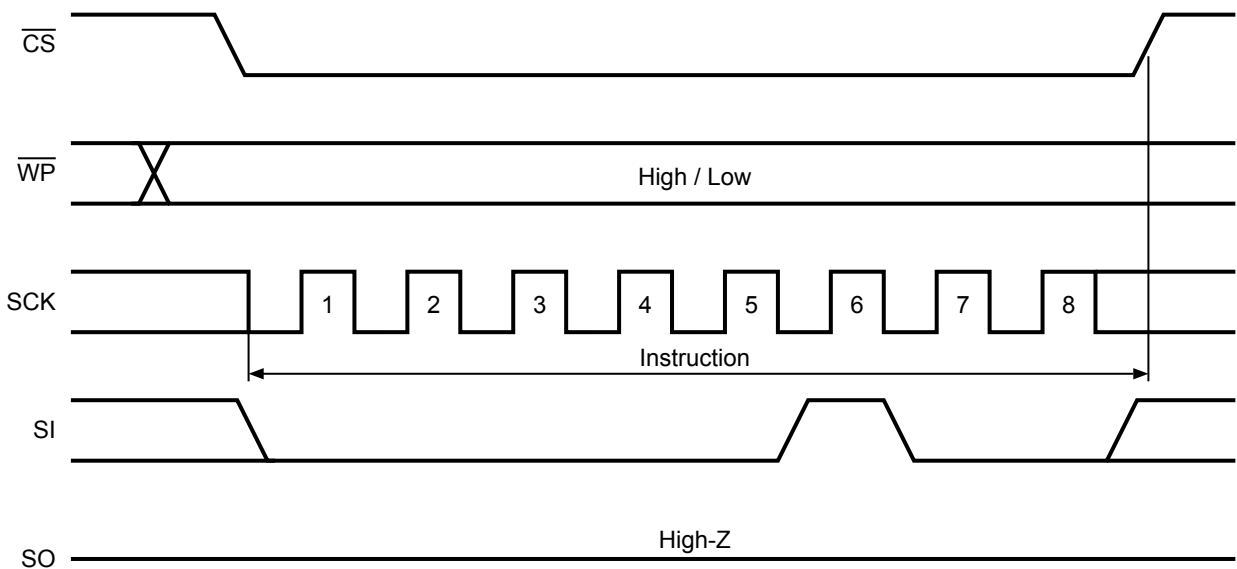 CS
WP
High / Low
SCK
1 2 3 4 5 6 7 8
Instruction
SI
High-Z
SO